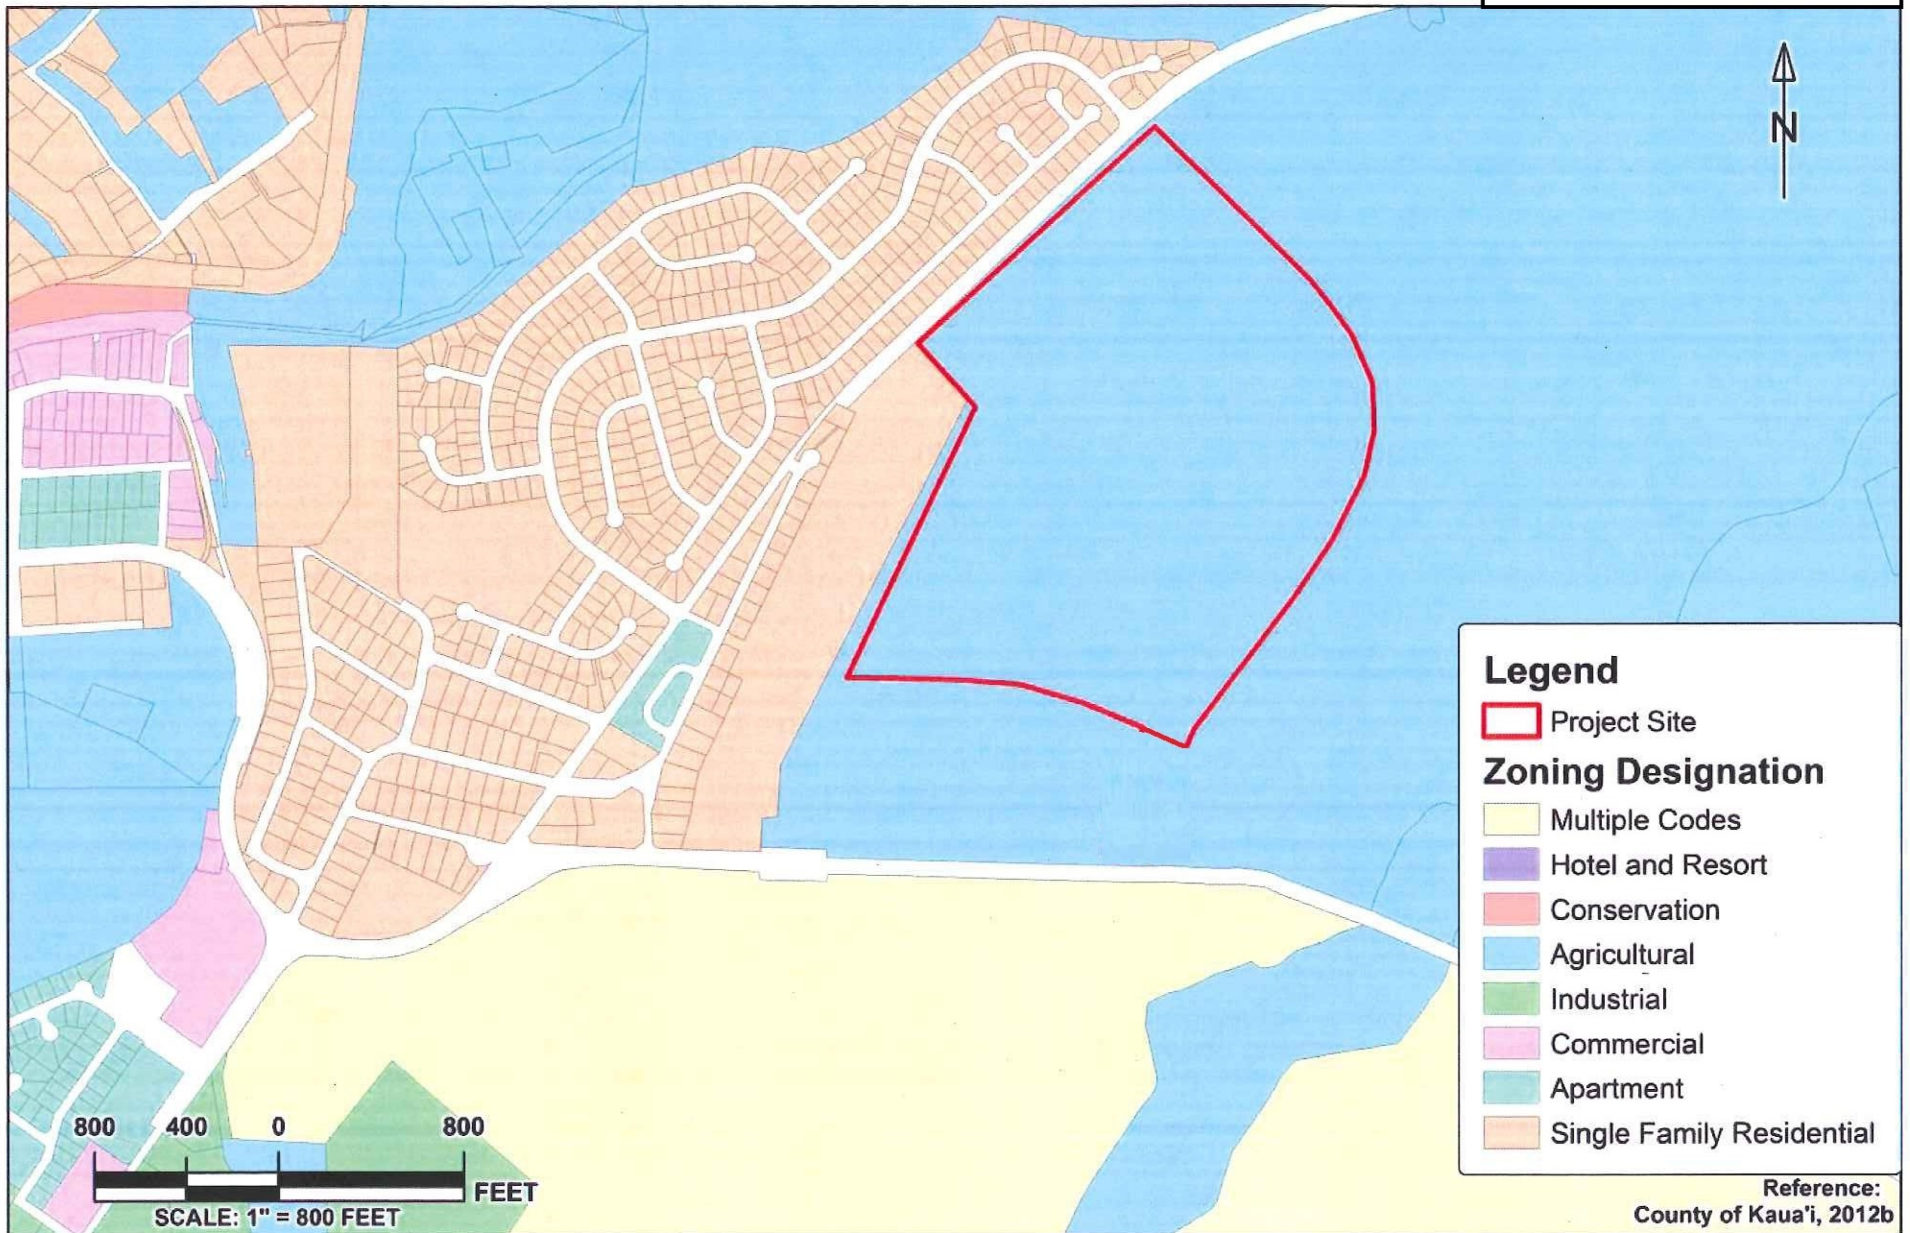 N
Legend
Project Site
Zoning Designation
Multiple Codes
Hotel and Resort
Conservation
Agricultural
Industrial
Commercial
Apartment
Single Family Residential
800 400 0 800
FEET
SCALE: 1" = 800 FEET
Reference:
County of Kaua'i, 2012b